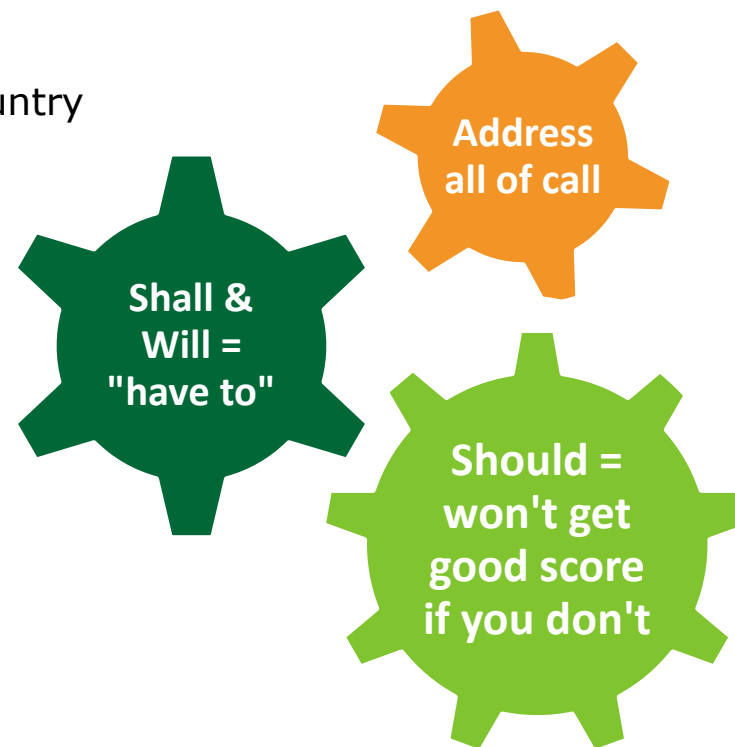 untry
Address
all of call
Shall &
Will =
"have to"
Should =
won't get
good score
if you don't